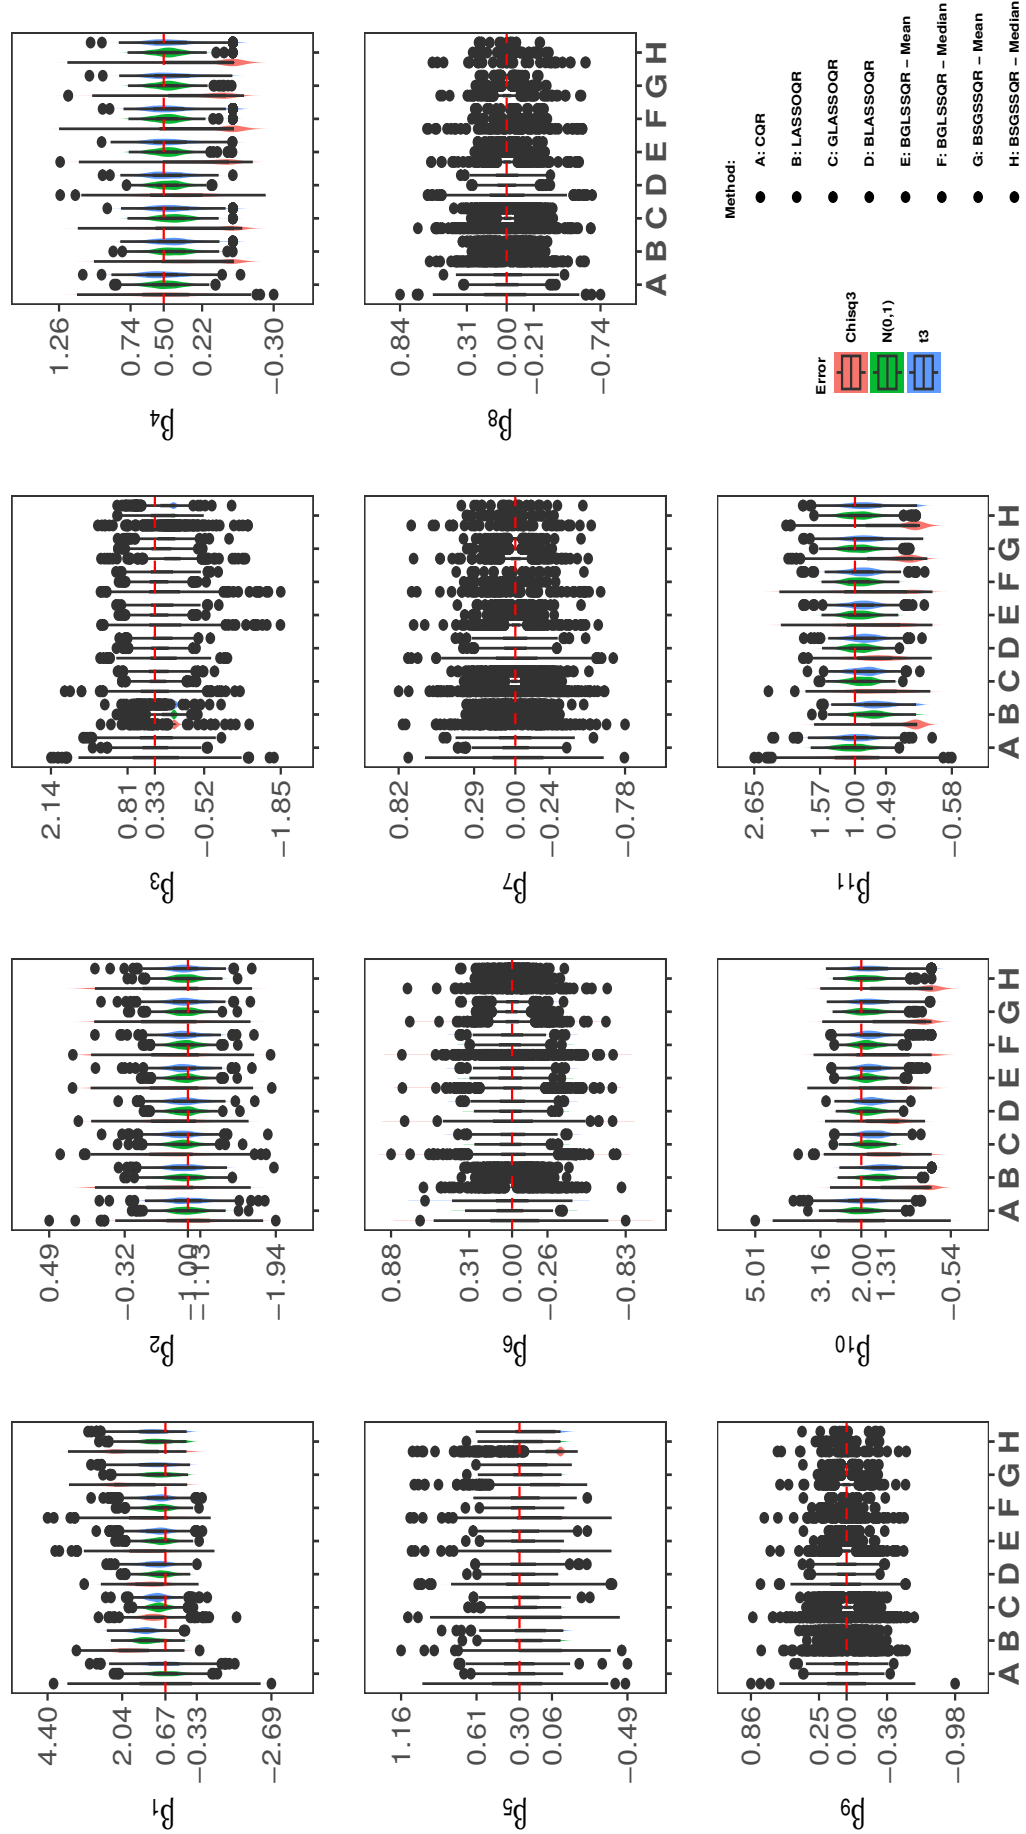 β1
4.40
2.04
0.67
−0.33
−2.69
β2
0.49
−0.32
−1.00
−1.13
−1.94
β3
2.14
0.81
0.33
−0.52
−1.85
β4
1.26
0.74
0.50
0.22
−0.30
β5
1.16
0.61
0.30
0.06
−0.49
β6
0.88
0.31
0.00
−0.26
−0.83
β7
0.82
0.29
0.00
−0.24
−0.78
β8
0.84
0.31
0.00
−0.21
−0.74
A B C D E F G H
β9
0.86
0.25
0.00
−0.36
−0.98
A B C D E F G H
β10
5.01
3.16
2.00
1.31
−0.54
A B C D E F G H
β11
2.65
1.57
1.00
0.49
−0.58
A B C D E F G H
Error
Chisq3
N(0,1)
t3
Method:
A: CQR
B: LASSOQR
C: GLASSOQR
D: BLASSOQR
E: BGLSSQR − Mean
F: BGLSSQR − Median
G: BSGSSQR − Mean
H: BSGSSQR − Median